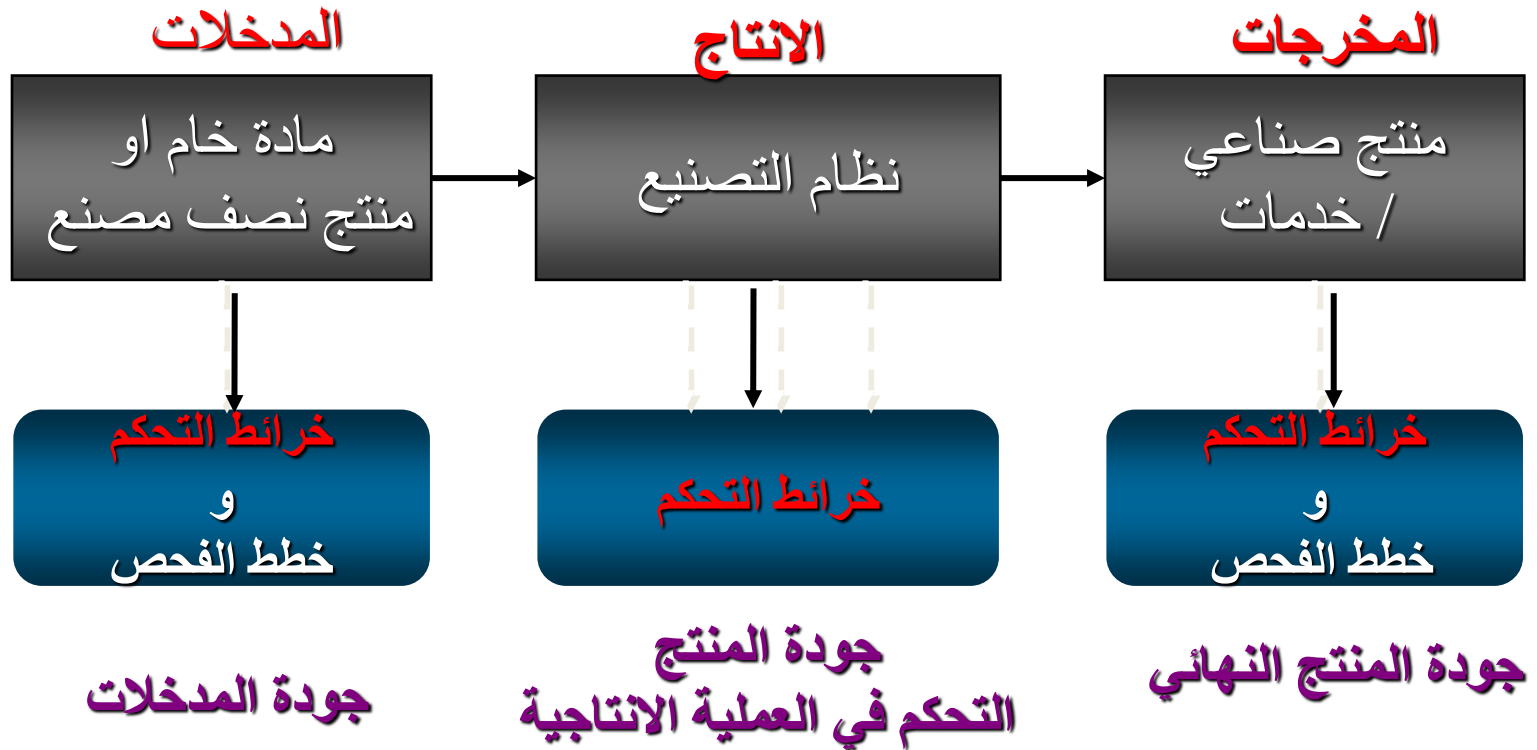 المدخلات
الانتاج
المخرجات
مادة خام او
منتج نصف مصنع
نظام التصنيع
منتج صناعي
/ خدمات
خرائط التحكم
و
خطط الفحص
خرائط التحكم
خرائط التحكم
و
خطط الفحص
جودة المدخلات
جودة المنتج
التحكم في العملية الانتاجية
جودة المنتج النهائي